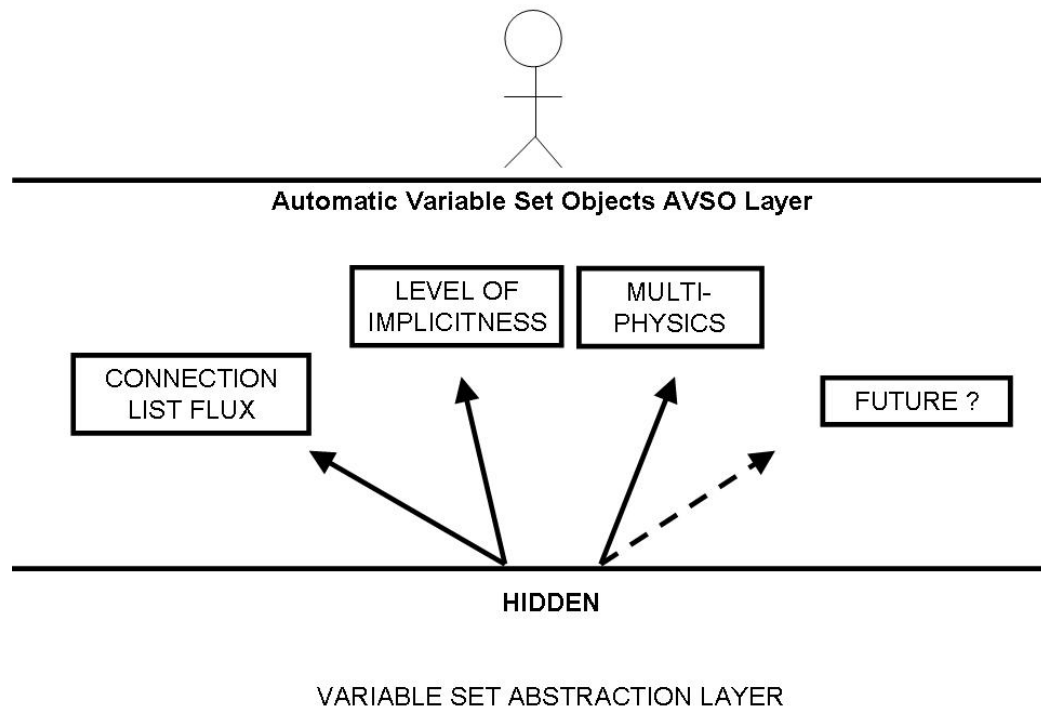 Automatic Variable Set Objects AVSO Layer
LEVEL OF
IMPLICITNESS
MULTI-
PHYSICS
CONNECTION
LIST FLUX
FUTURE ?
HIDDEN
VARIABLE SET ABSTRACTION LAYER